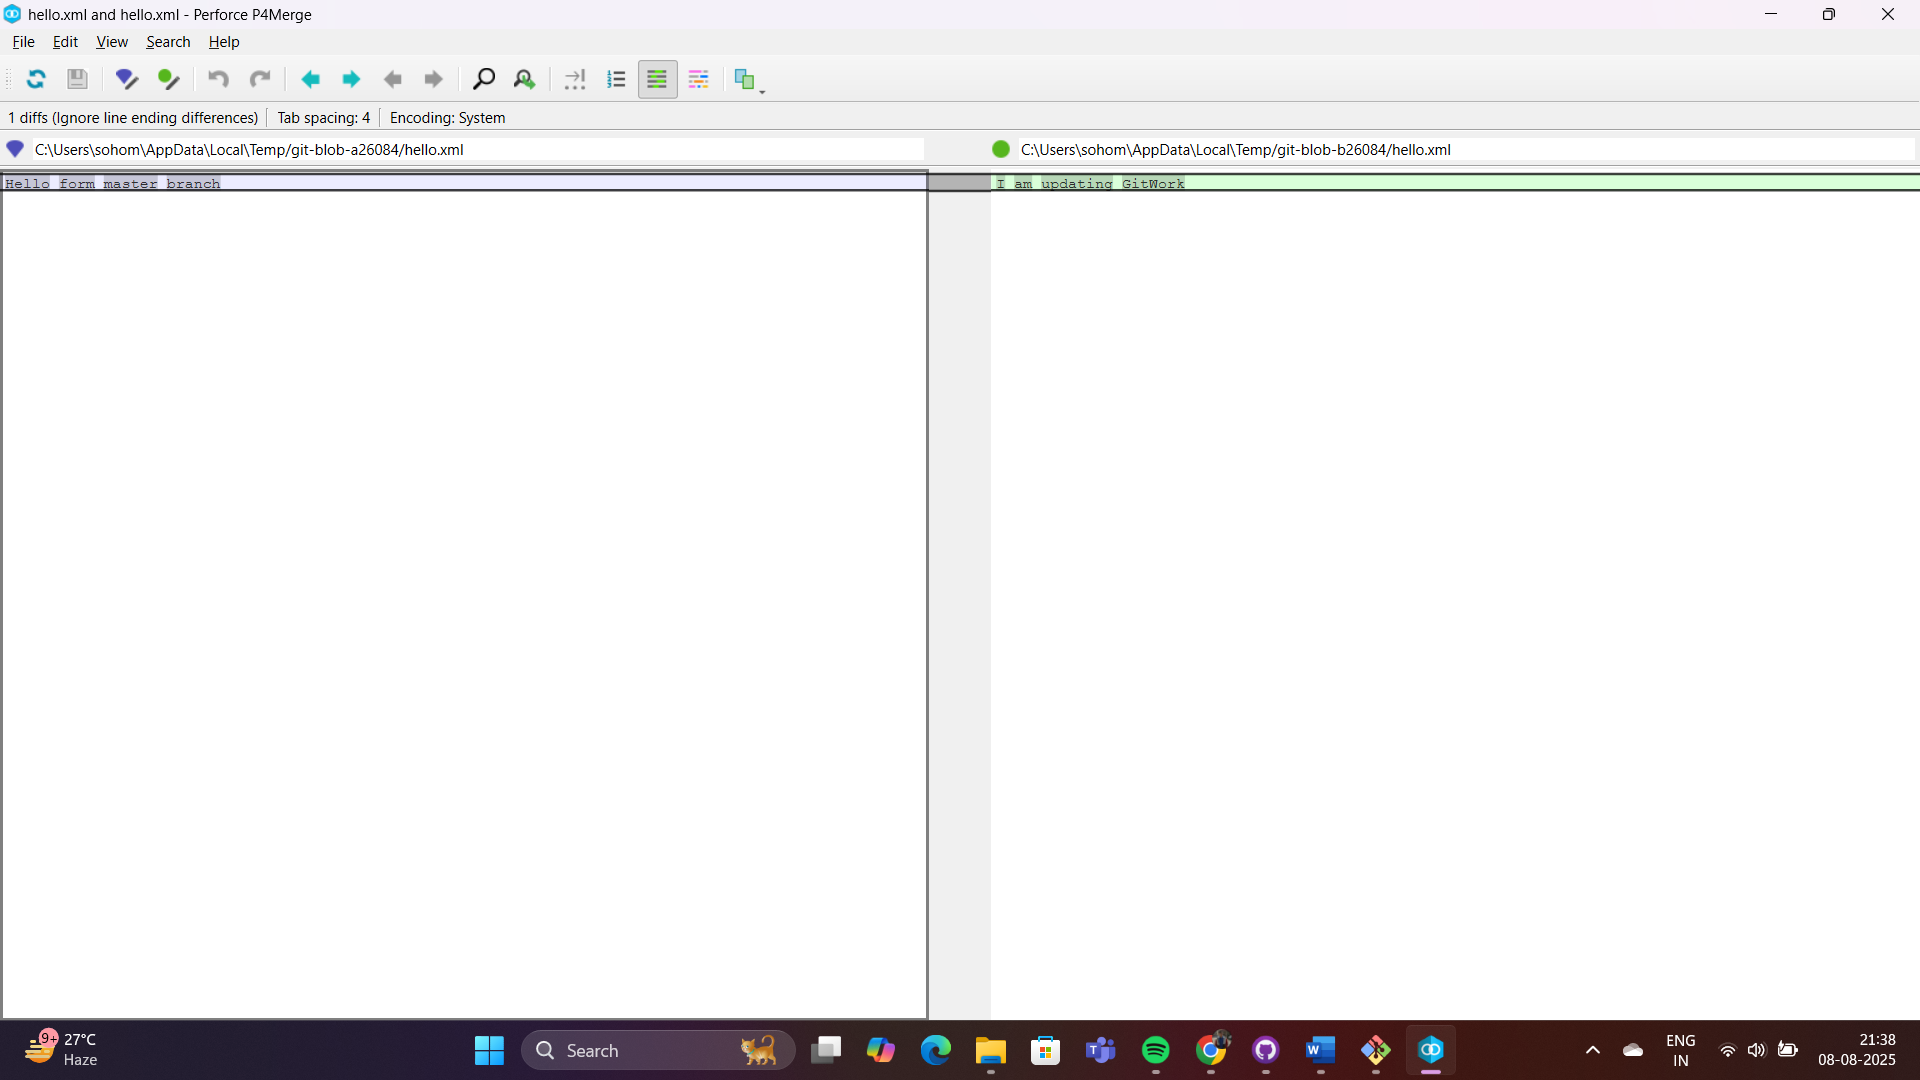 hello.xml and hello.xml - Perforce P4Merge
File Edit View Search Help
1 diffs (Ignore line ending differences) Tab spacing: 4 Encoding: System
C:\Users\sohom\AppData\Local\Temp/git-blob-a26084/hello.xml
C:\Users\sohom\AppData\Local\Temp/git-blob-b26084/hello.xml
Hello form master branch
I am updating GitWork
9+
27°C
Haze
Search
ENG
IN
21:38
08-08-2025